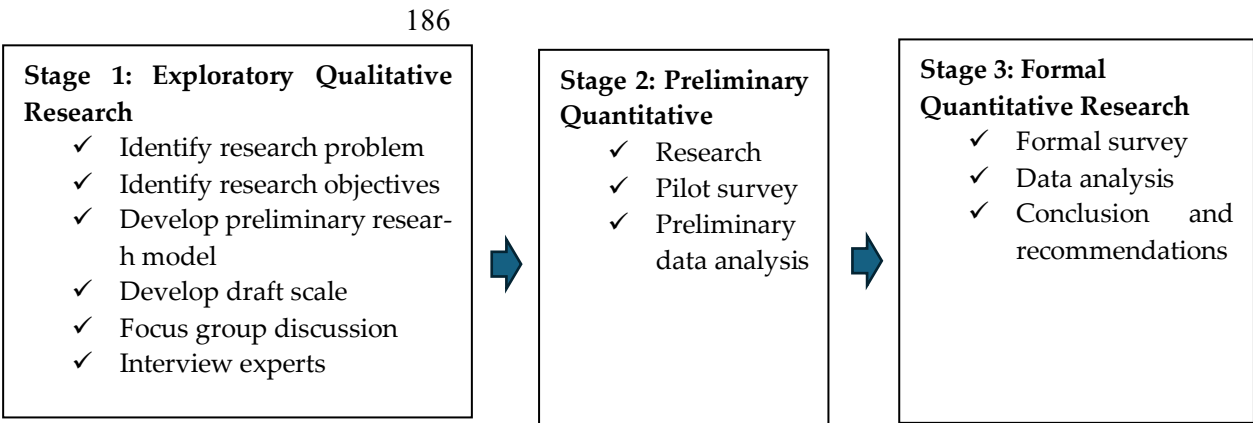 186
Stage 1: Exploratory Qualitative
Research
✓ Identify research problem
✓ Identify research objectives
✓ Develop preliminary resear-
h model
✓ Develop draft scale
✓ Focus group discussion
✓ Interview experts
Stage 2: Preliminary
Quantitative
✓ Research
✓ Pilot survey
✓ Preliminary
data analysis
Stage 3: Formal
Quantitative Research
✓ Formal survey
✓ Data analysis
✓ Conclusion and
recommendations